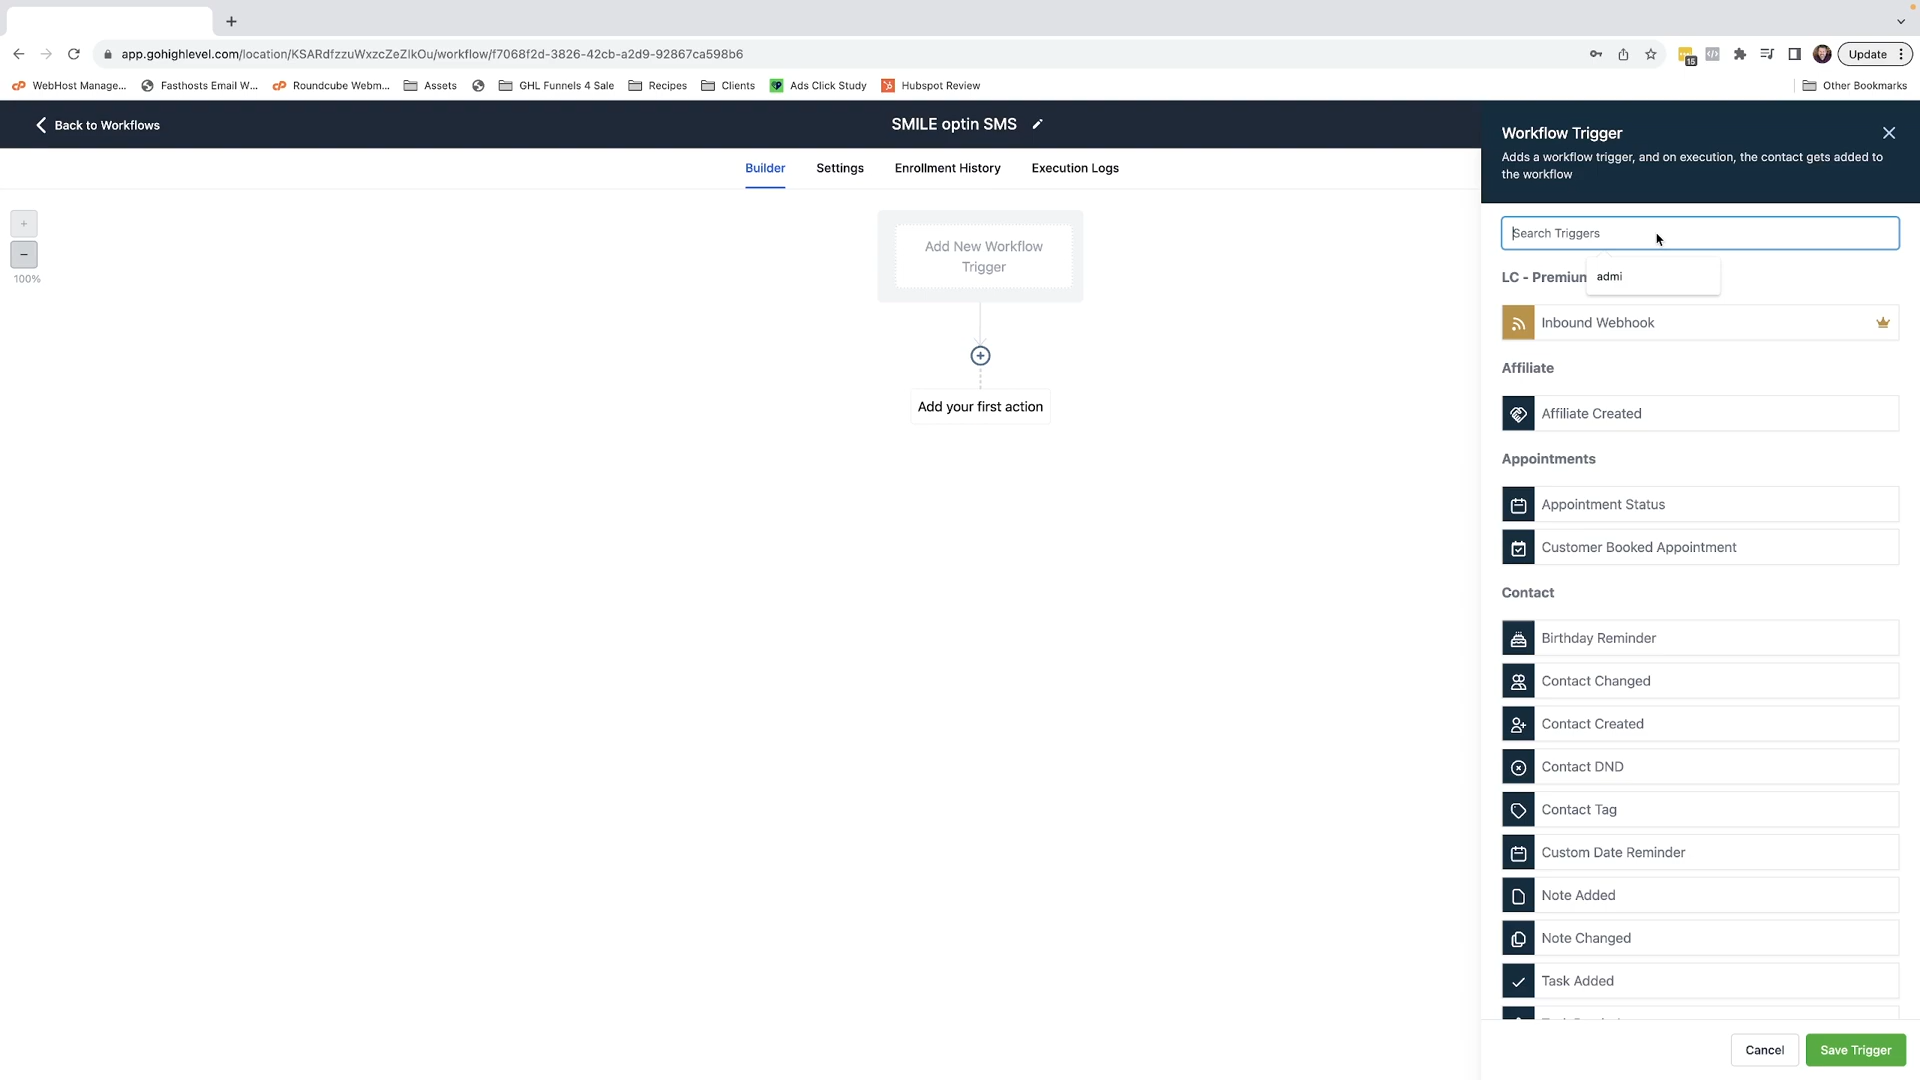 app.gohighlevel.com/location/KSARdfzzuWxzcZeZlkOu/workflow/f7068f2d-3826-42cb-a2d9-92867ca598b6
15
Update
WebHost Manage...
Fasthosts Email W...
Roundcube Webm...
Assets
GHL Funnels 4 Sale
Recipes
Clients
Ads Click Study
Hubspot Review
Other Bookmarks
Back to Workflows
SMILE optin SMS
Builder
Settings
Enrollment History
Execution Logs
100%
Add New Workflow
Trigger
Add your first action
Workflow Trigger
Adds a workflow trigger, and on execution, the contact gets added to
the workflow
Search Triggers
LC - Premium
admi
Inbound Webhook
Affiliate
Affiliate Created
Appointments
Appointment Status
Customer Booked Appointment
Contact
Birthday Reminder
Contact Changed
Contact Created
Contact DND
Contact Tag
Custom Date Reminder
Note Added
Note Changed
Task Added
Cancel
Save Trigger